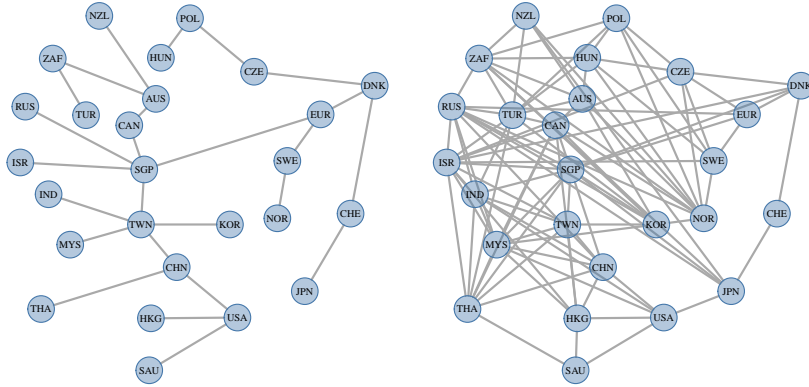 NZL
POL
ZAF
HUN
CZE
DNK
RUS
TUR
AUS
EUR
CAN
ISR
SGP
SWE
IND
NOR
CHE
TWN
KOR
MYS
CHN
JPN
THA
HKG
USA
SAU
NZL
POL
ZAF
HUN
CZE
DNK
RUS
TUR
AUS
EUR
CAN
ISR
SGP
SWE
IND
NOR
CHE
TWN
KOR
MYS
CHN
JPN
THA
HKG
USA
SAU